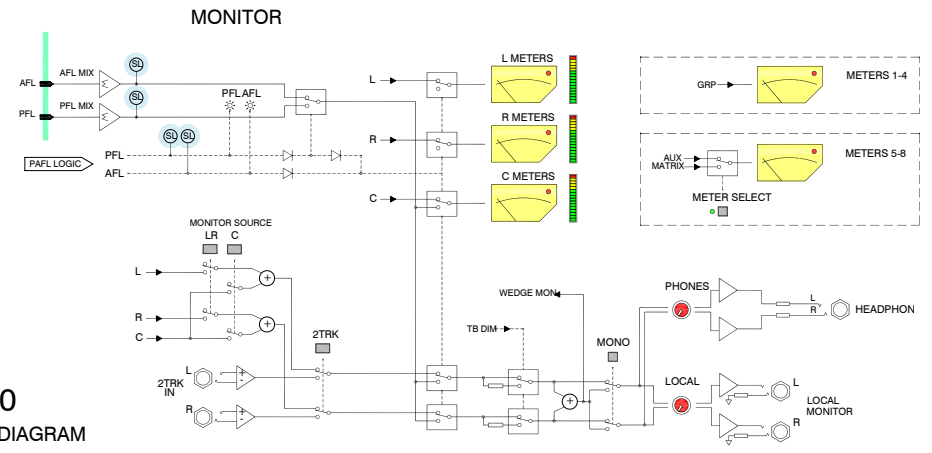 MONITOR
AFL
AFL MIX
Σ
SL
PFL
PFL MIX
Σ
SL
PFL AFL
SL SL
PAFL LOGIC
PFL
AFL
L
L METERS
R
R METERS
C
C METERS
GRP
METERS 1-4
AUX
MATRIX
METERS 5-8
METER SELECT
MONITOR SOURCE
LR C
L
R
C
2TRK
2TRK
IN
L
R
WEDGE MON
TB DIM
MONO
PHONES
L
R
HEADPHON
LOCAL
L
R
LOCAL
MONITOR
0
DIAGRAM